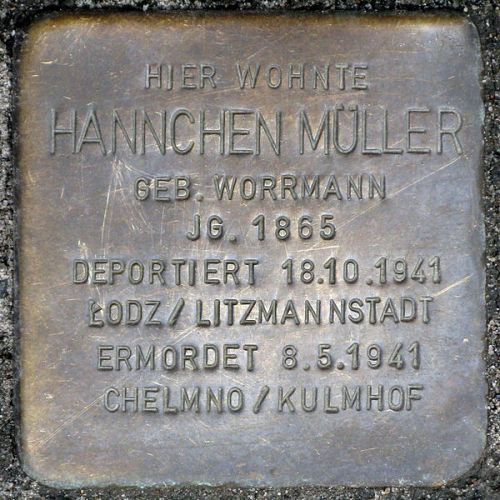 HIER WOHNTE
HANNCHEN MÜLLER
GEB. WORRMANN
JG. 1865
DEPORTIERT 18.10.1941
ŁODZ/LITZMANNSTADT
ERMORDET 8.5.1941
CHELMNO/KULMHOF